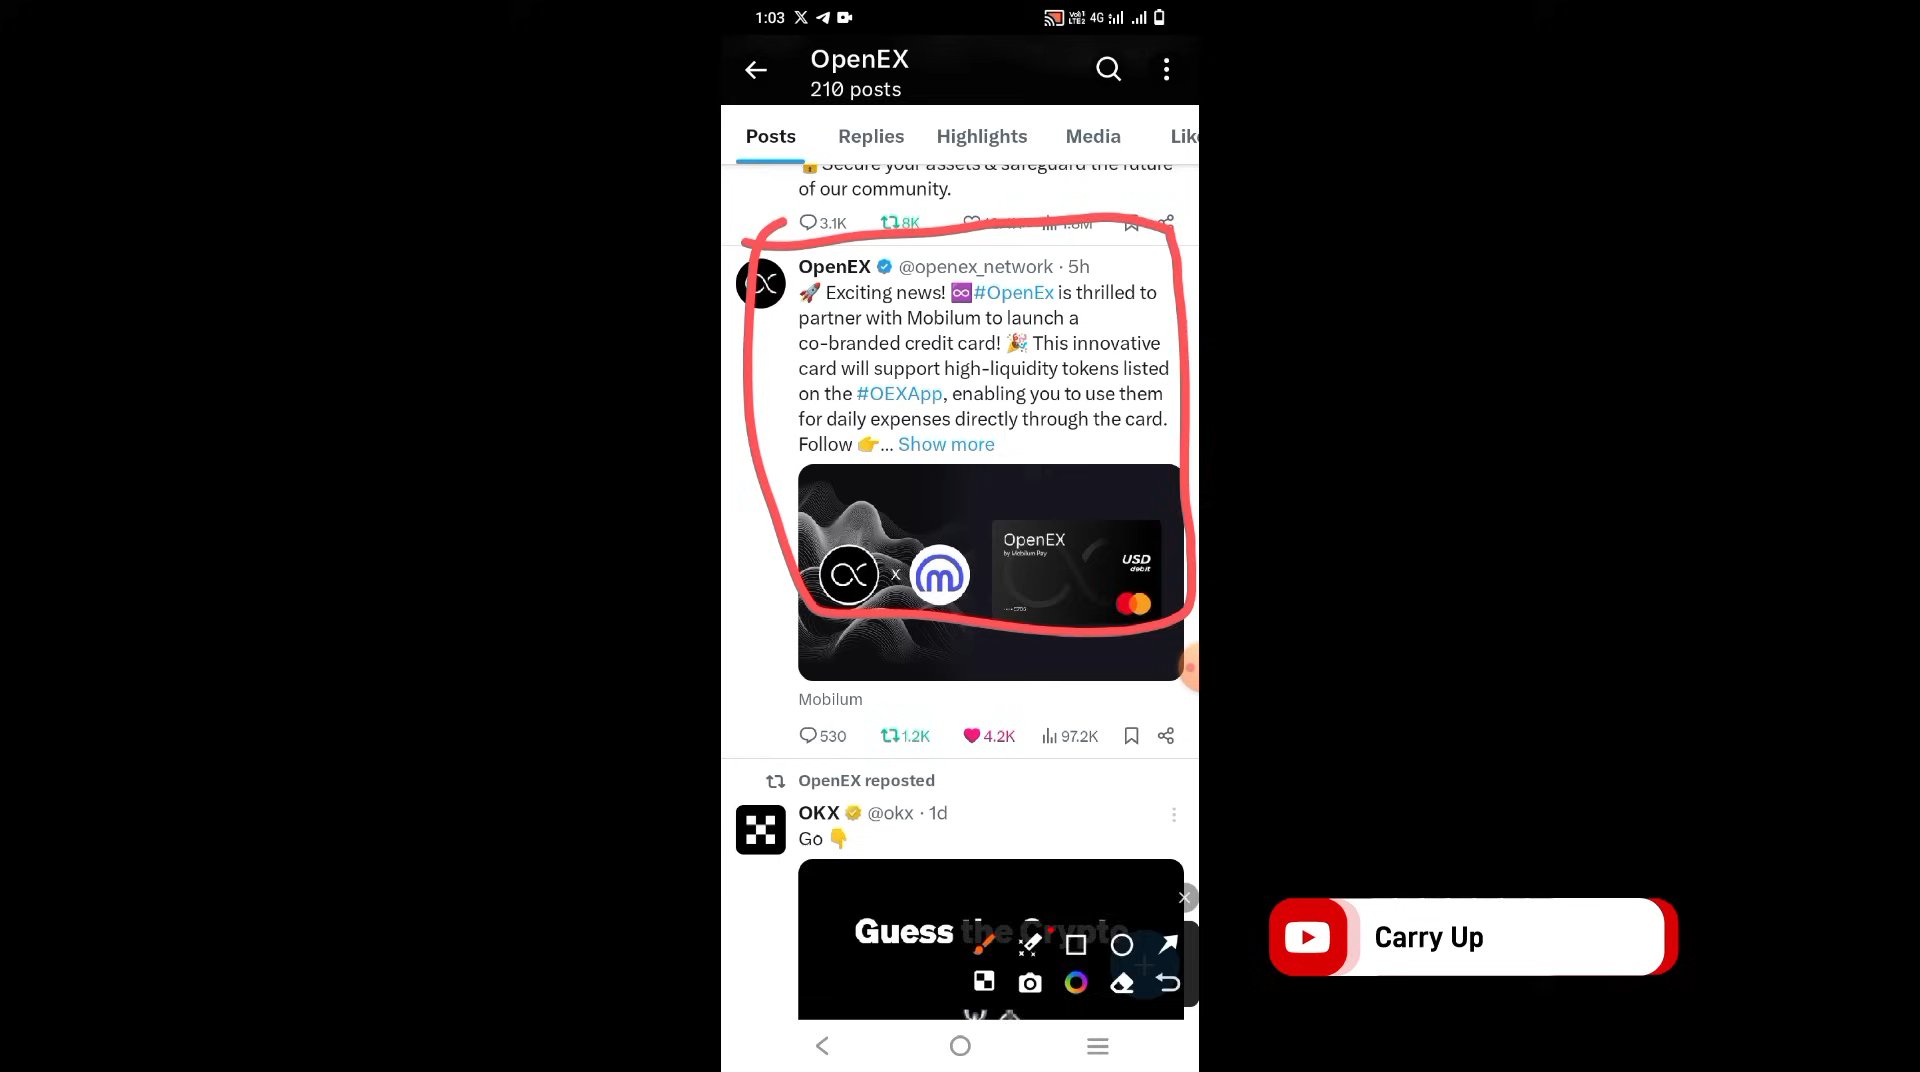 1:03
Vol1 LTE2 4G
OpenEX
210 posts
Posts Replies Highlights Media Lik
🔒 Secure your assets & safeguard the future
of our community.
3.1K 8K 1.6M
OpenEX @openex_network · 5h
🚀 Exciting news! ♾️#OpenEx is thrilled to
partner with Mobilum to launch a
co-branded credit card! 🎉 This innovative
card will support high-liquidity tokens listed
on the #OEXApp, enabling you to use them
for daily expenses directly through the card.
Follow 👉... Show more
OpenEX
by Mobilum Pay
USD
debit
x
Mobilum
530 1.2K 4.2K 97.2K
OpenEX reposted
OKX @okx · 1d
Go 👇
Guess the Crypto
Carry Up